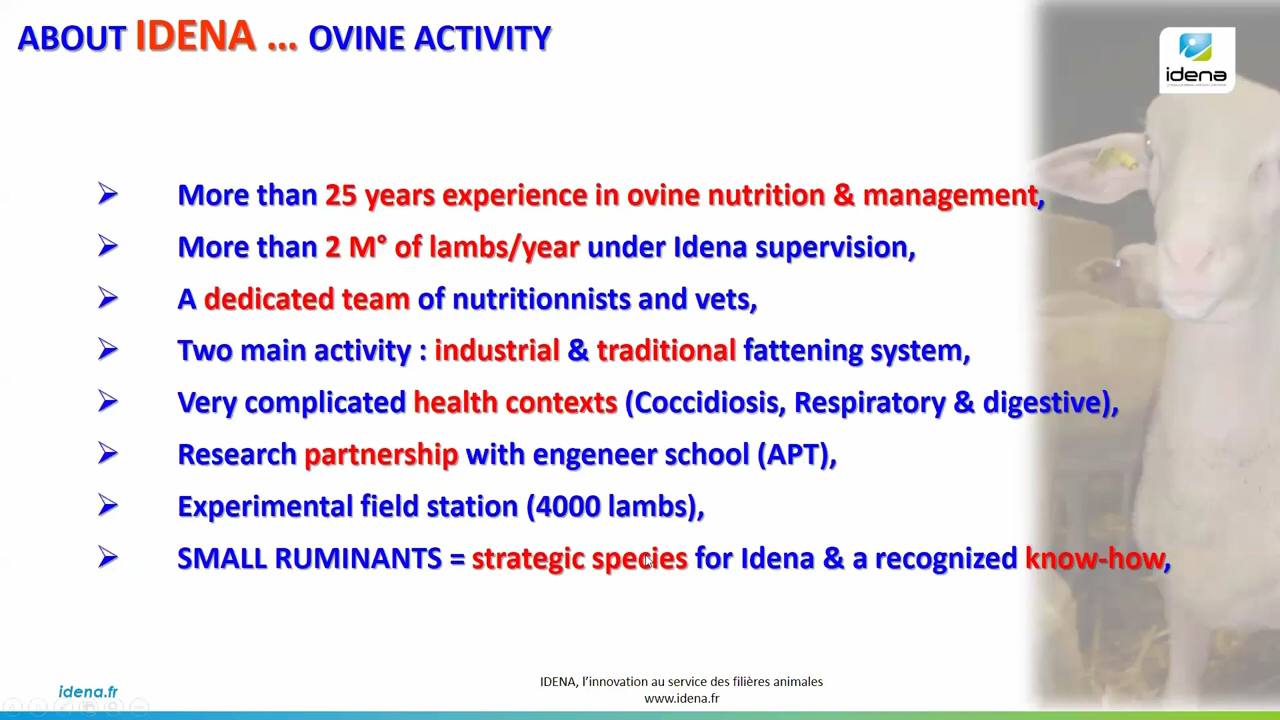 ABOUT IDENA ... OVINE ACTIVITY
idena
More than 25 years experience in ovine nutrition & management,
More than 2 M° of lambs/year under Idena supervision,
A dedicated team of nutritionnists and vets,
Two main activity : industrial & traditional fattening system,
Very complicated health contexts (Coccidiosis, Respiratory & digestive),
Research partnership with engeneer school (APT),
Experimental field station (4000 lambs),
SMALL RUMINANTS = strategic species for Idena & a recognized know-how,
idena.fr
IDENA, l'innovation au service des filières animales
www.idena.fr